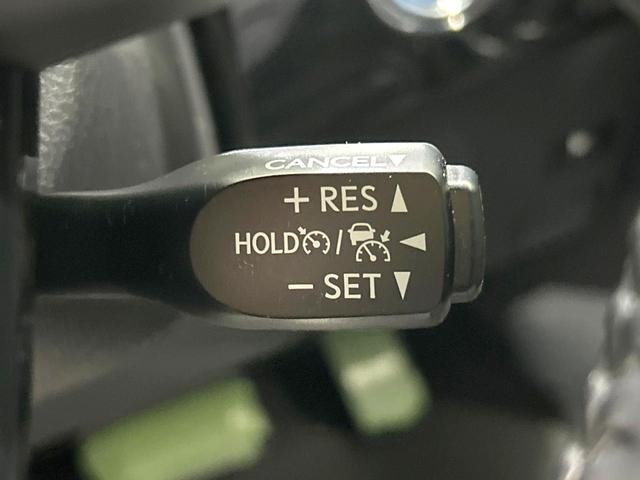 CANCEL▼
+ RES ▲
HOLD / ◀
− SET ▼